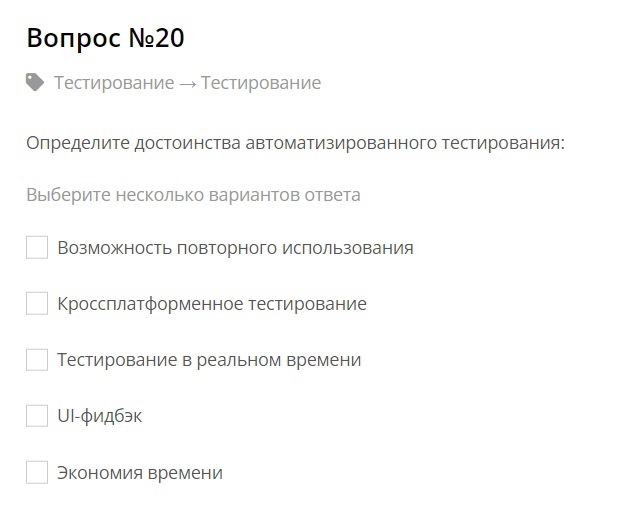 Вопрос №20
Тестирование → Тестирование
Определите достоинства автоматизированного тестирования:
Выберите несколько вариантов ответа
Возможность повторного использования
Кроссплатформенное тестирование
Тестирование в реальном времени
UI-фидбэк
Экономия времени